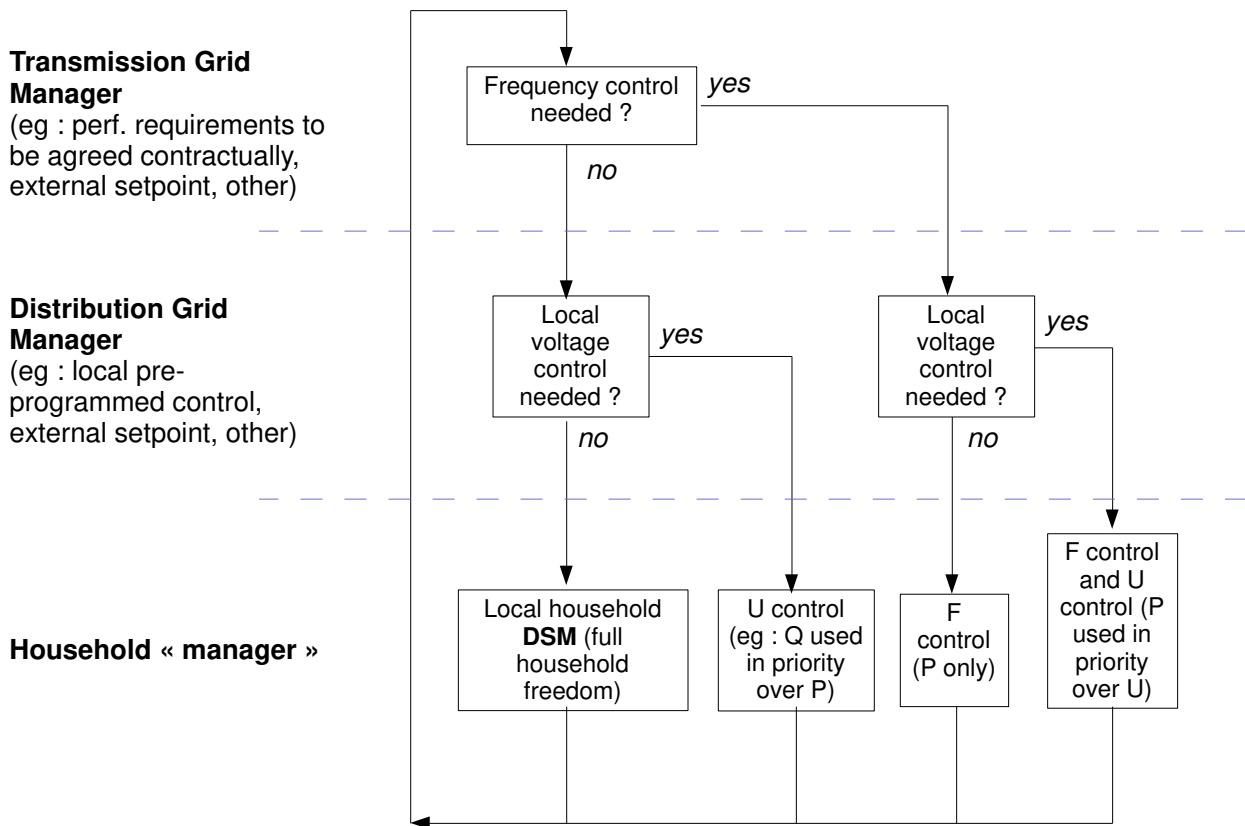 Transmission Grid
Manager
(eg : perf. requirements to
be agreed contractually,
external setpoint, other)
Frequency control
needed ?
yes
no
Distribution Grid
Manager
(eg : local pre-
programmed control,
external setpoint, other)
Local
voltage
control
needed ?
yes
no
Local
voltage
control
needed ?
yes
no
Household « manager »
Local household
DSM (full
household
freedom)
U control
(eg : Q used
in priority
over P)
F
control
(P only)
F control
and U
control (P
used in
priority
over U)